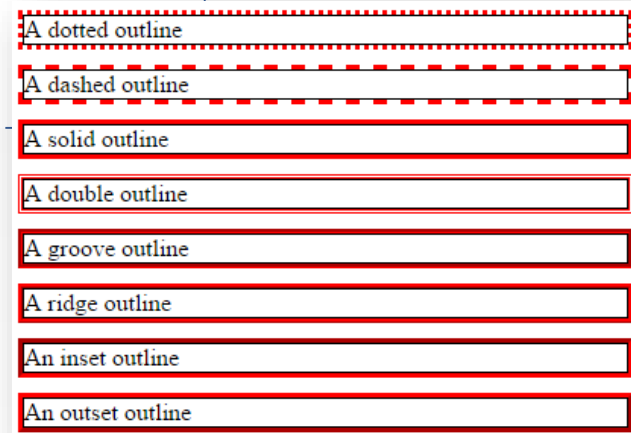 A dotted outline
A dashed outline
A solid outline
A double outline
A groove outline
A ridge outline
An inset outline
An outset outline